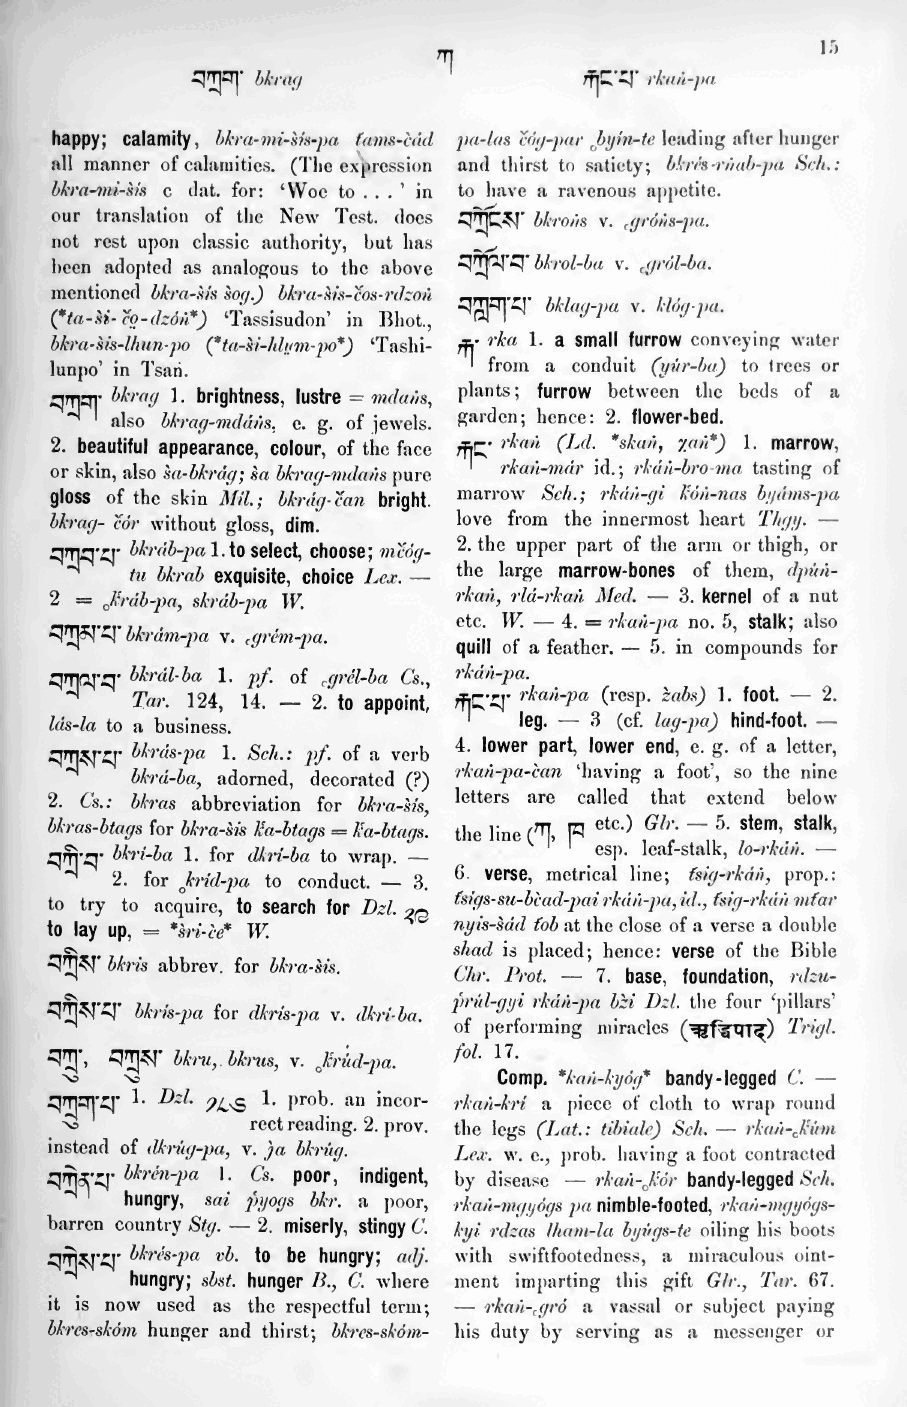 15
ཀ
བཀྲག་ bkrag
རྐང་པ་ rkaṅ-pa
happy; calamity, bkra-mi-šis-pa ťams-čád
all manner of calamities. (The expression
bkra-mi-šis c dat. for: ‘Woe to . . . ’ in
our translation of the New Test. does
not rest upon classic authority, but has
been adopted as analogous to the above
mentioned bkra-šis šog.) bkra-šis-čos-rdzoṅ
(*ta-ši-čo̤-dzóṅ*) ‘Tassisudon’ in Bhot.,
bkra-šis-lhun-po (*ta-ši-hlṳm-po*) ‘Tashi-
lunpo’ in Tsaṅ.
བཀྲག་ bkrag 1. brightness, lustre = mdaṅs,
also bkrag-mdáṅs, e. g. of jewels.
2. beautiful appearance, colour, of the face
or skin, also ša-bkrág; ša bkrag-mdaṅs pure
gloss of the skin Mil.; bkrág-čan bright.
bkrag-čór without gloss, dim.
བཀྲབ་པ་ bkráb-pa 1. to select, choose; mčóg-
tu bkrab exquisite, choice Lex. —
2 = ₒǩráb-pa, skráb-pa W.
བཀྲམ་པ་ bkrám-pa v. ₒgrém-pa.
བཀྲལ་བ་ bkrál-ba 1. pf. of ₒgrél-ba Cs.,
Tar. 124, 14. — 2. to appoint,
lás-la to a business.
བཀྲས་པ་ bkrás-pa 1. Sch.: pf. of a verb
bkrá-ba, adorned, decorated (?)
2. Cs.: bkras abbreviation for bkra-šís,
bkras-btags for bkra-šis ǩa-btags = ǩa-btags.
བཀྲི་བ་ bkri-ba 1. for dkri-ba to wrap. —
2. for ₒkrid-pa to conduct. — 3.
to try to acquire, to search for Dzl. ༢༠
to lay up, = *šri-če* W.
བཀྲིས་ bkris abbrev. for bkra-šis.
བཀྲིས་པ་ bkrís-pa for dkrís-pa v. dkri-ba.
བཀྲུ་, བཀྲུས་ bkru, bkrus, v. ₒǩrúd-pa.
བཀྲུག་པ་ 1. Dzl. 1. prob. an incor-
rect reading. 2. prov.
instead of dkrúg-pa, v. ǰa bkrúg.
བཀྲེན་པ་ bkrén-pa 1. Cs. poor, indigent,
hungry, sai p̌yogs bkr. a poor,
barren country Stg. — 2. miserly, stingy C.
བཀྲེས་པ་ bkrés-pa vb. to be hungry; adj.
hungry; sbst. hunger B., C. where
it is now used as the respectful term;
bkres-skóm hunger and thirst; bkres-skóm-
pa-las čóg-par ₒbyín-te leading after hunger
and thirst to satiety; bkrés-rṅab-pa Sch.:
to have a ravenous appetite.
བཀྲོངས་ bkroṅs v. ₒgróṅs-pa.
བཀྲོལ་བ་ bkrol-ba v. ₒgról-ba.
བཀླག་པ་ bklag-pa v. klóg-pa.
རྐ་ rka 1. a small furrow conveying water
from a conduit (yúr-ba) to trees or
plants; furrow between the beds of a
garden; hence: 2. flower-bed.
རྐང་ rkaṅ (Ld. *skaṅ, χaṅ*) 1. marrow,
rkaṅ-már id.; rkáṅ-bro-ma tasting of
marrow Sch.; rkáṅ-gi ǩóṅ-nas byáms-pa
love from the innermost heart Thgy. —
2. the upper part of the arm or thigh, or
the large marrow-bones of them, dpúṅ-
rkaṅ, rlá-rkaṅ Med. — 3. kernel of a nut
etc. W. — 4. = rkaṅ-pa no. 5, stalk; also
quill of a feather. — 5. in compounds for
rkáṅ-pa.
རྐང་པ་ rkaṅ-pa (resp. žabs) 1. foot. — 2.
leg. — 3 (cf. lag-pa) hind-foot. —
4. lower part, lower end, e. g. of a letter,
rkaṅ-pa-čan ‘having a foot’, so the nine
letters are called that extend below
the line (ཀ, ཤ etc.) Glr. — 5. stem, stalk,
esp. leaf-stalk, lo-rkáṅ. —
6. verse, metrical line; ťsig-rkáṅ, prop.:
ťsigs-su-bčad-pai rkáṅ-pa, id., ťsig-rkáṅ mťar
nyis-šád ťob at the close of a verse a double
shad is placed; hence: verse of the Bible
Chr. Prot. — 7. base, foundation, rdzu-
p̌rúl-gyi rkáṅ-pa bži Dzl. the four ‘pillars’
of performing miracles (ऋद्धिपाद) Trigl.
fol. 17.
Comp. *kaṅ-kyóg* bandy-legged C. —
rkaṅ-krí a piece of cloth to wrap round
the legs (Lat.: tibiale) Sch. — rkaṅ-ₒǩúm
Lex. w. e., prob. having a foot contracted
by disease — rkaṅ-ₒǩór bandy-legged Sch.
rkaṅ-mgyógs pa nimble-footed, rkaṅ-mgyógs-
kyi rdzas lham-la byúgs-te oiling his boots
with swiftfootedness, a miraculous oint-
ment imparting this gift Glr., Tar. 67.
— rkaṅ-ₒgró a vassal or subject paying
his duty by serving as a messenger or